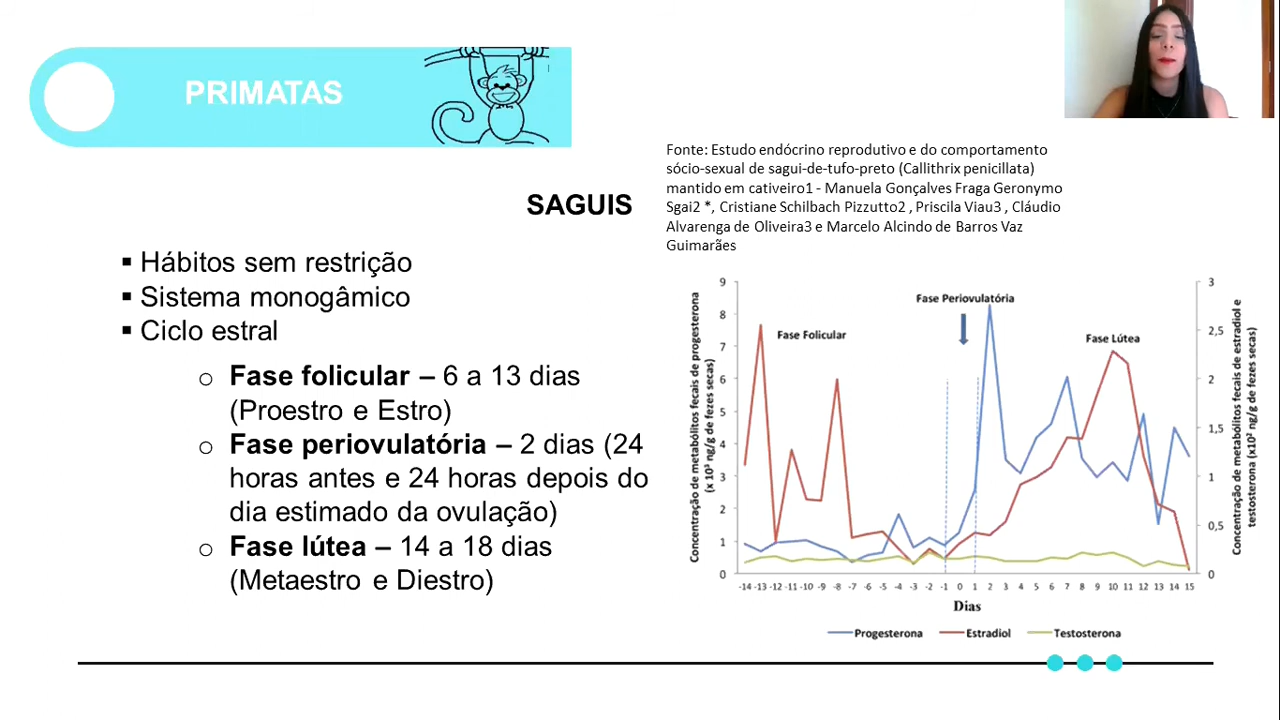 PRIMATAS
Fonte: Estudo endócrino reprodutivo e do comportamento
sócio-sexual de sagui-de-tufo-preto (Callithrix penicillata)
mantido em cativeiro1 - Manuela Gonçalves Fraga Geronymo
Sgai2 *, Cristiane Schilbach Pizzutto2 , Priscila Viau3 , Cláudio
Alvarenga de Oliveira3 e Marcelo Alcindo de Barros Vaz
Guimarães
SAGUIS
▪ Hábitos sem restrição
▪ Sistema monogâmico
▪ Ciclo estral
o Fase folicular – 6 a 13 dias
(Proestro e Estro)
o Fase periovulatória – 2 dias (24
horas antes e 24 horas depois do
dia estimado da ovulação)
o Fase lútea – 14 a 18 dias
(Metaestro e Diestro)
Concentração de metabólitos fecais de progesterona
(x 10³ ng/g de fezes secas)
9
8
7
6
5
4
3
2
1
0
Fase Folicular
Fase Periovulatória
Fase Lútea
3
2,5
2
1,5
1
0,5
0
Concentração de metabólitos fecais de estradiol e
testosterona (x10² ng/g de fezes secas)
-14 -13 -12 -11 -10 -9 -8 -7 -6 -5 -4 -3 -2 -1 0 1 2 3 4 5 6 7 8 9 10 11 12 13 14 15
Dias
Progesterona Estradiol Testosterona